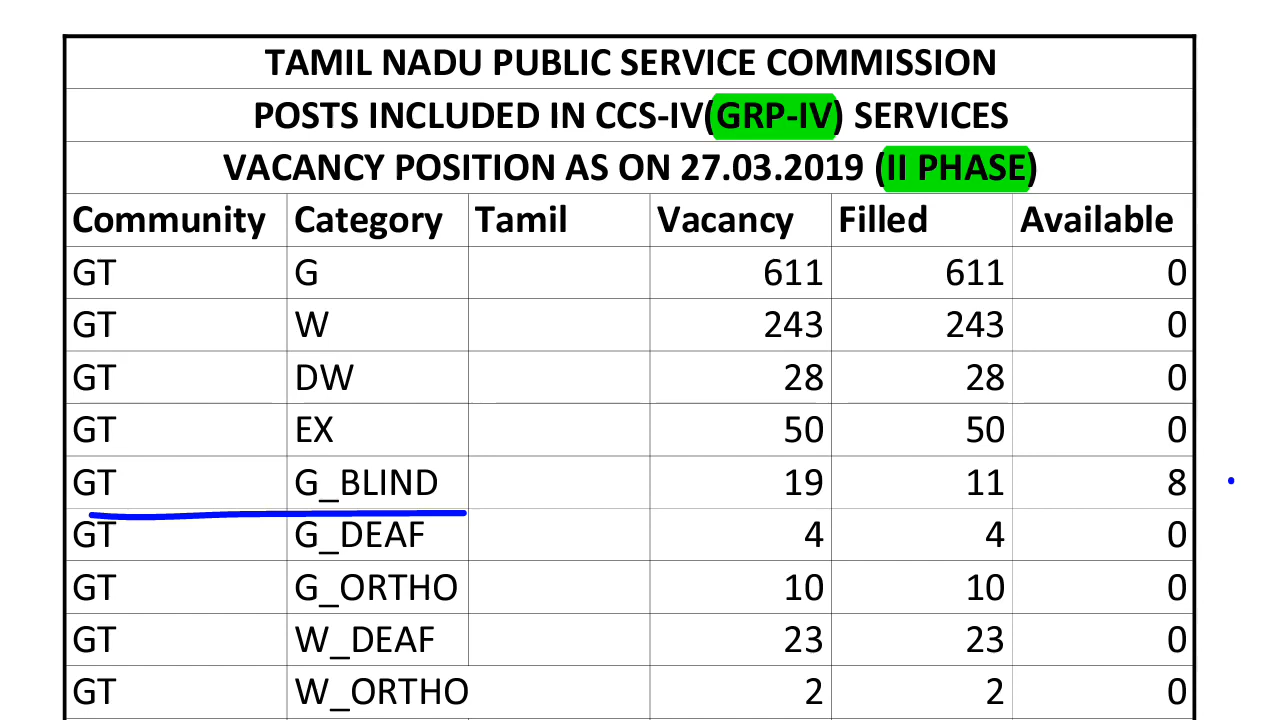 TAMIL NADU PUBLIC SERVICE COMMISSION
POSTS INCLUDED IN CCS-IV(GRP-IV) SERVICES
VACANCY POSITION AS ON 27.03.2019 (II PHASE)
Community Category Tamil Vacancy Filled Available
GT G 611 611 0
GT W 243 243 0
GT DW 28 28 0
GT EX 50 50 0
GT G_BLIND 19 11 8
GT G_DEAF 4 4 0
GT G_ORTHO 10 10 0
GT W_DEAF 23 23 0
GT W_ORTHO 2 2 0